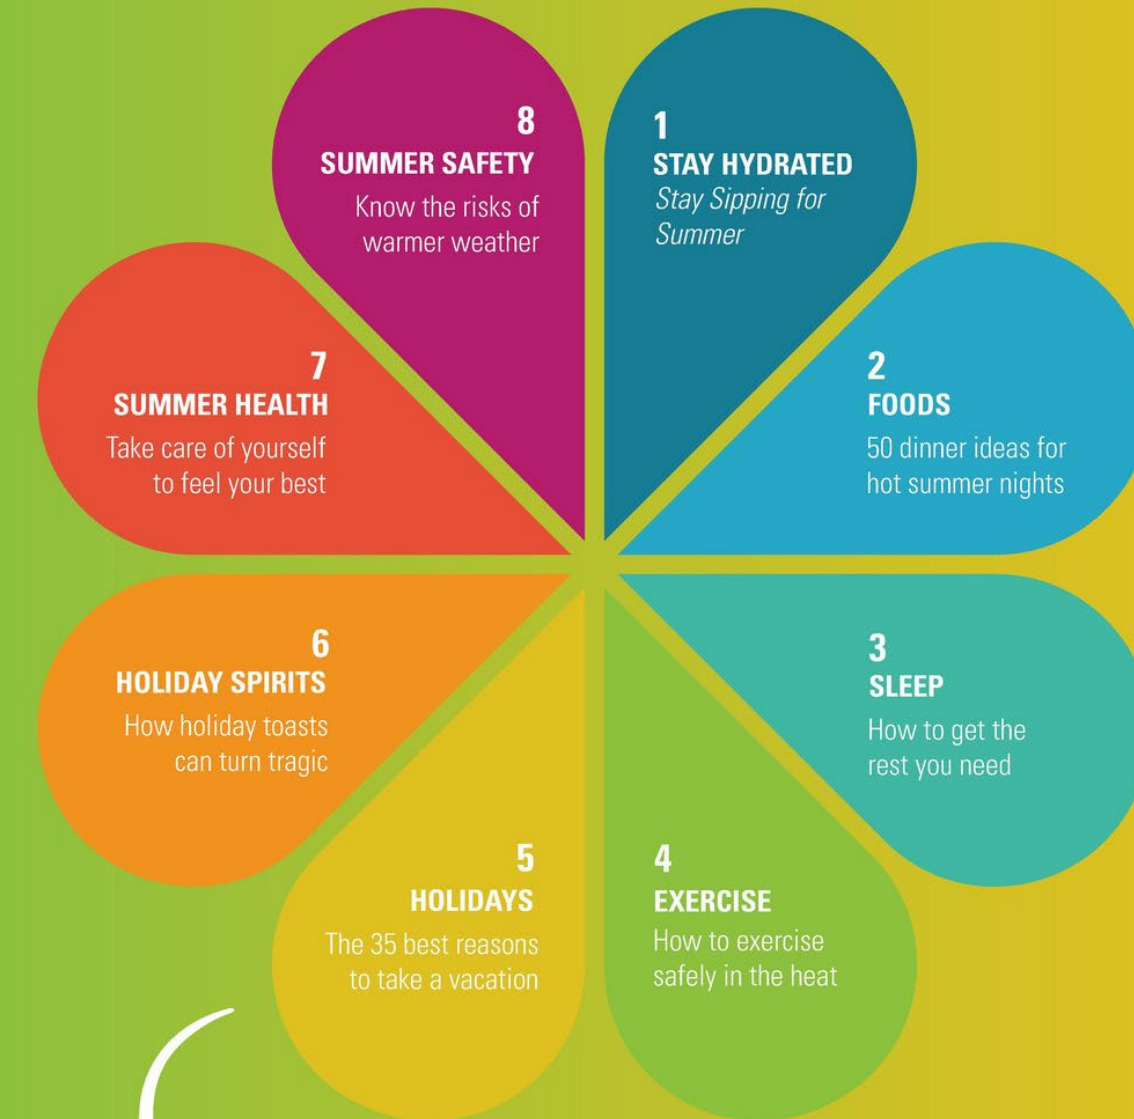 1
STAY HYDRATED
Stay Sipping for
Summer
2
FOODS
50 dinner ideas for
hot summer nights
3
SLEEP
How to get the
rest you need
4
EXERCISE
How to exercise
safely in the heat
5
HOLIDAYS
The 35 best reasons
to take a vacation
6
HOLIDAY SPIRITS
How holiday toasts
can turn tragic
7
SUMMER HEALTH
Take care of yourself
to feel your best
8
SUMMER SAFETY
Know the risks of
warmer weather